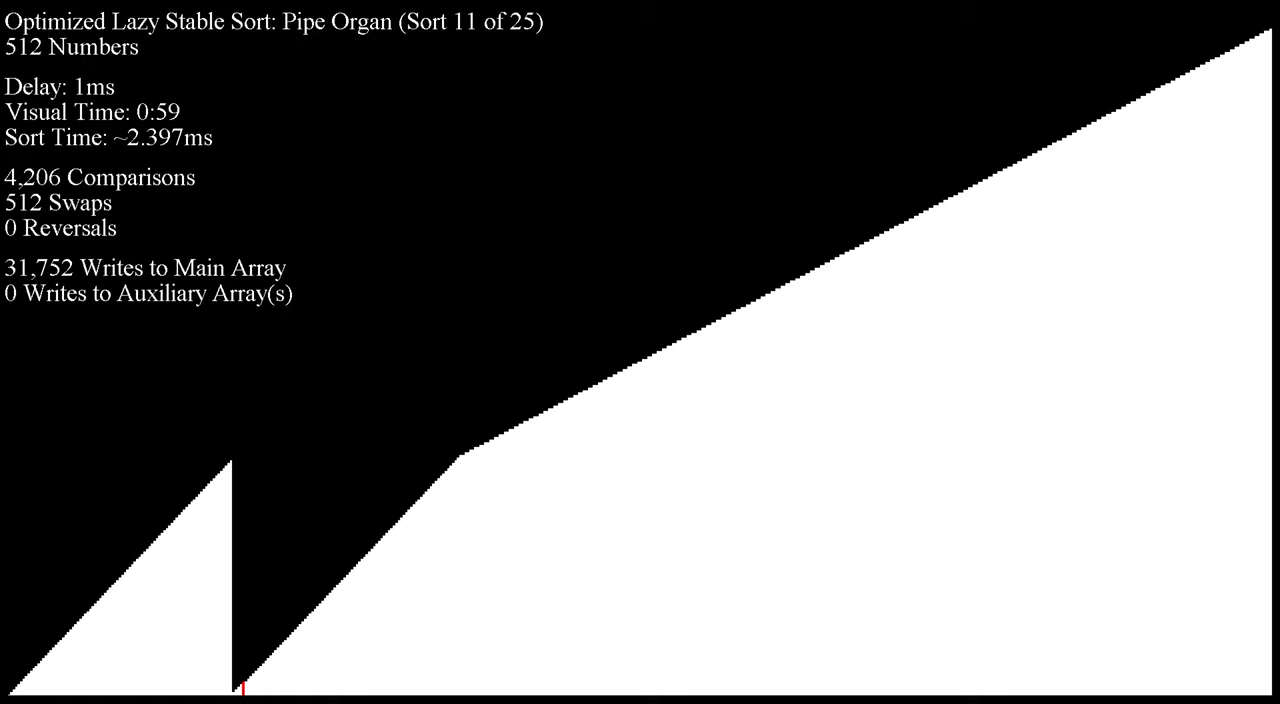 Optimized Lazy Stable Sort: Pipe Organ (Sort 11 of 25)
512 Numbers
Delay: 1ms
Visual Time: 0:59
Sort Time: ~2.397ms
4,206 Comparisons
512 Swaps
0 Reversals
31,752 Writes to Main Array
0 Writes to Auxiliary Array(s)